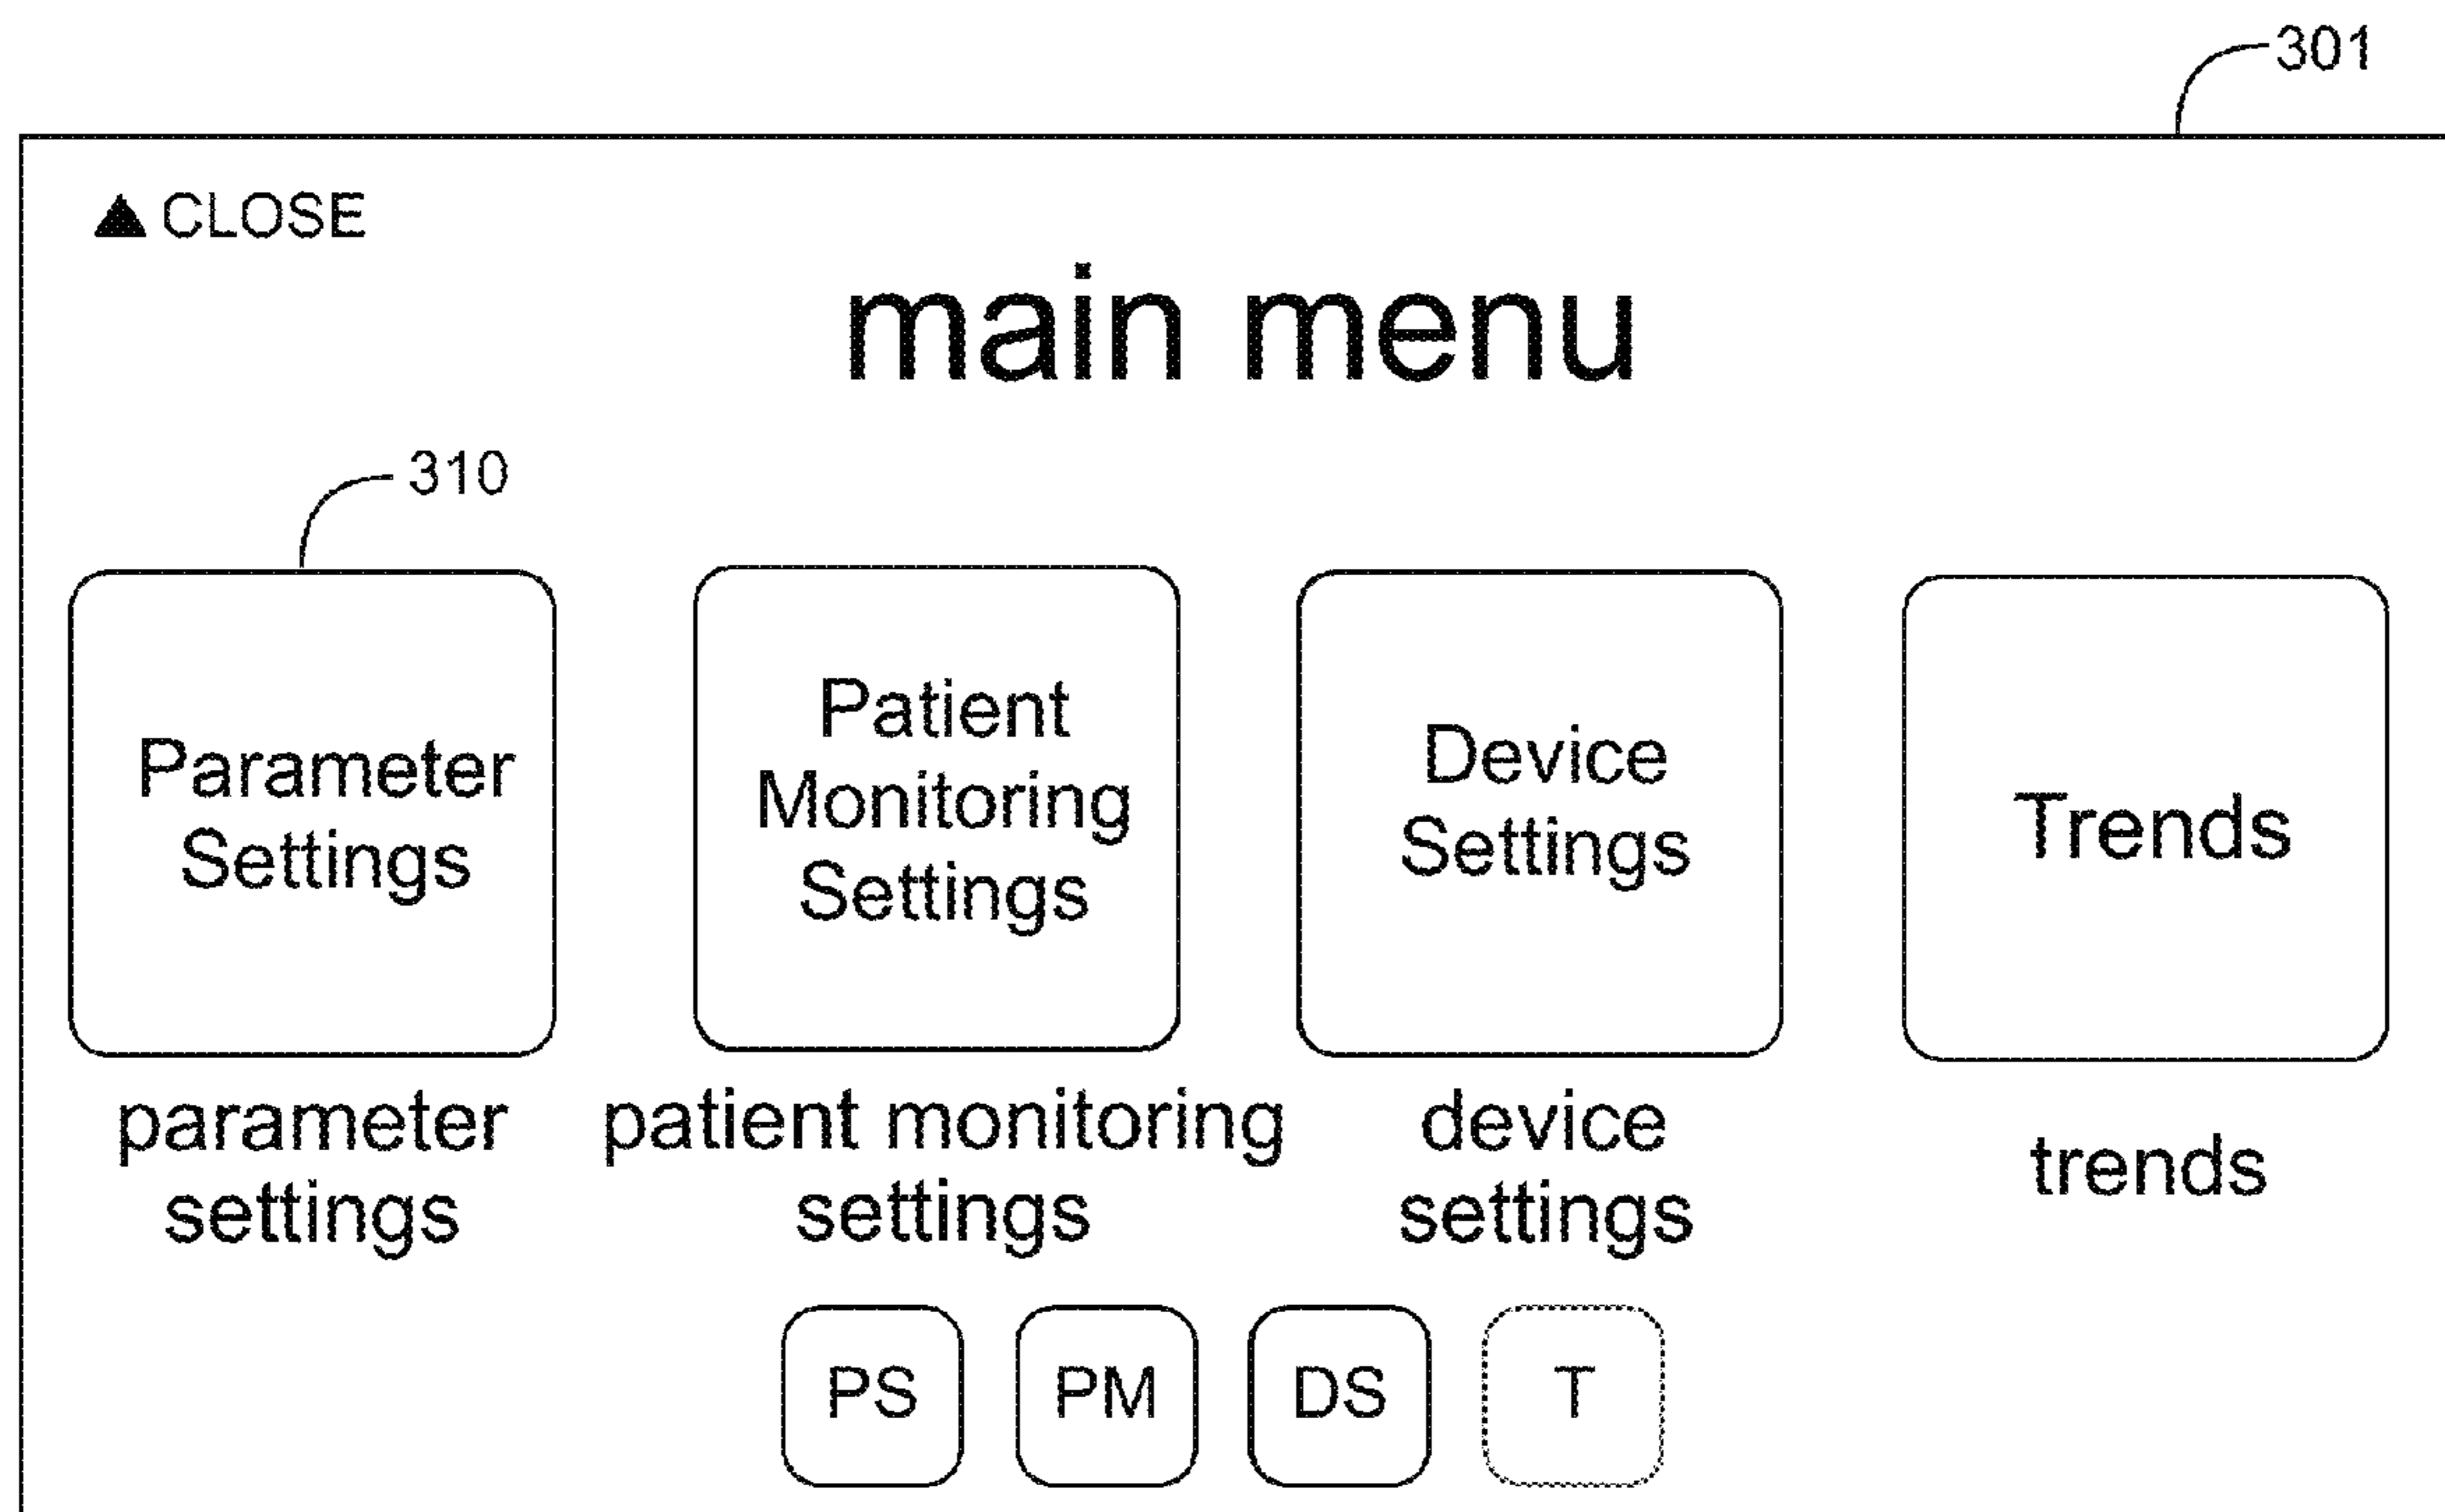 301
▲ CLOSE
main menu
310
Parameter
Settings
Patient
Monitoring
Settings
Device
Settings
Trends
parameter
settings
patient monitoring
settings
device
settings
trends
PS
PM
DS
T